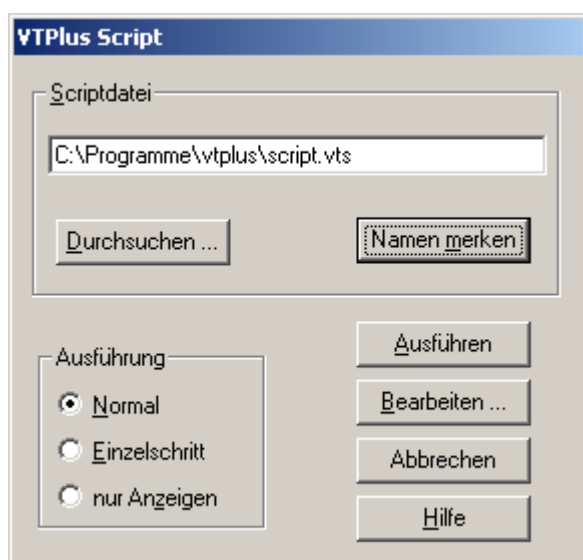 VTPlus Script
Scriptdatei
C:\Programme\vtplus\script.vts
Durchsuchen ...
Namen merken
Ausführung
Normal
Einzelschritt
nur Anzeigen
Ausführen
Bearbeiten ...
Abbrechen
Hilfe